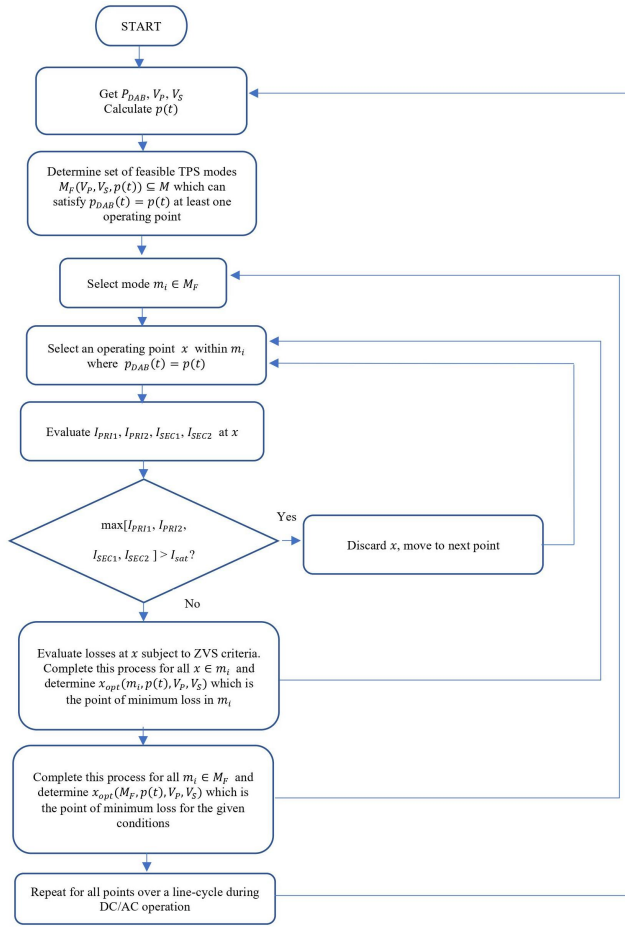 START
Get P_DAB, V_P, V_S
Calculate p(t)
Determine set of feasible TPS modes
M_F(V_P, V_S, p(t)) ⊆ M which can
satisfy p_DAB(t) = p(t) at least one
operating point
Select mode m_i ∈ M_F
Select an operating point x within m_i
where p_DAB(t) = p(t)
Evaluate I_PRI1, I_PRI2, I_SEC1, I_SEC2 at x
max[I_PRI1, I_PRI2,
I_SEC1, I_SEC2 ] > I_sat?
Yes
Discard x, move to next point
No
Evaluate losses at x subject to ZVS criteria.
Complete this process for all x ∈ m_i and
determine x_opt(m_i, p(t), V_P, V_S) which is
the point of minimum loss in m_i
Complete this process for all m_i ∈ M_F and
determine x_opt(M_F, p(t), V_P, V_S) which is
the point of minimum loss for the given
conditions
Repeat for all points over a line-cycle during
DC/AC operation